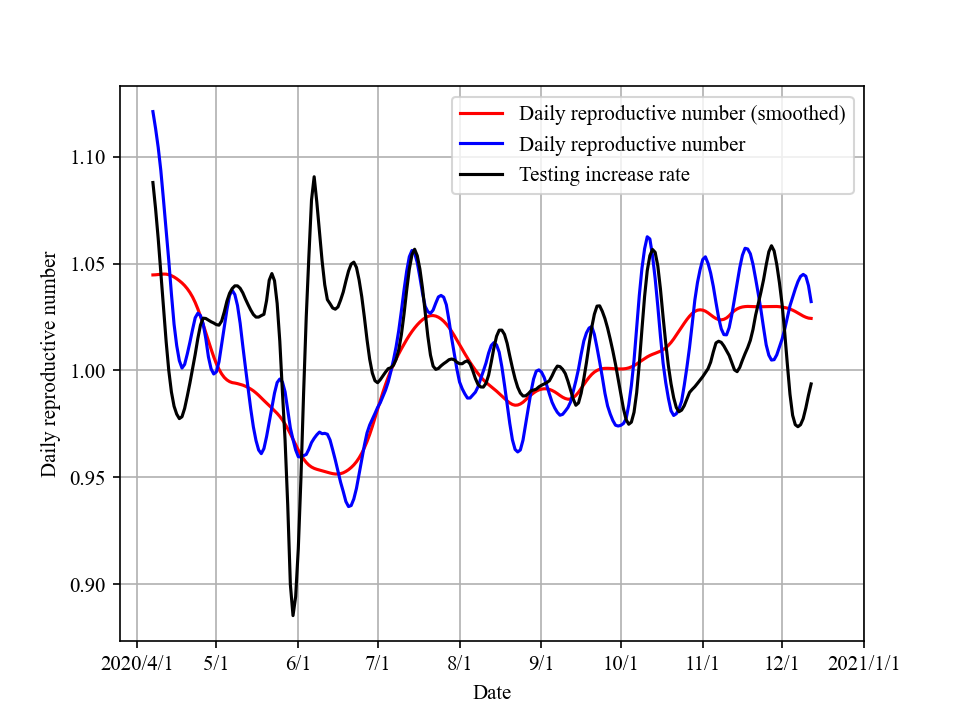 Daily reproductive number (smoothed)
Daily reproductive number
Testing increase rate
Daily reproductive number
1.10
1.05
1.00
0.95
0.90
2020/4/1 5/1 6/1 7/1 8/1 9/1 10/1 11/1 12/1 2021/1/1
Date